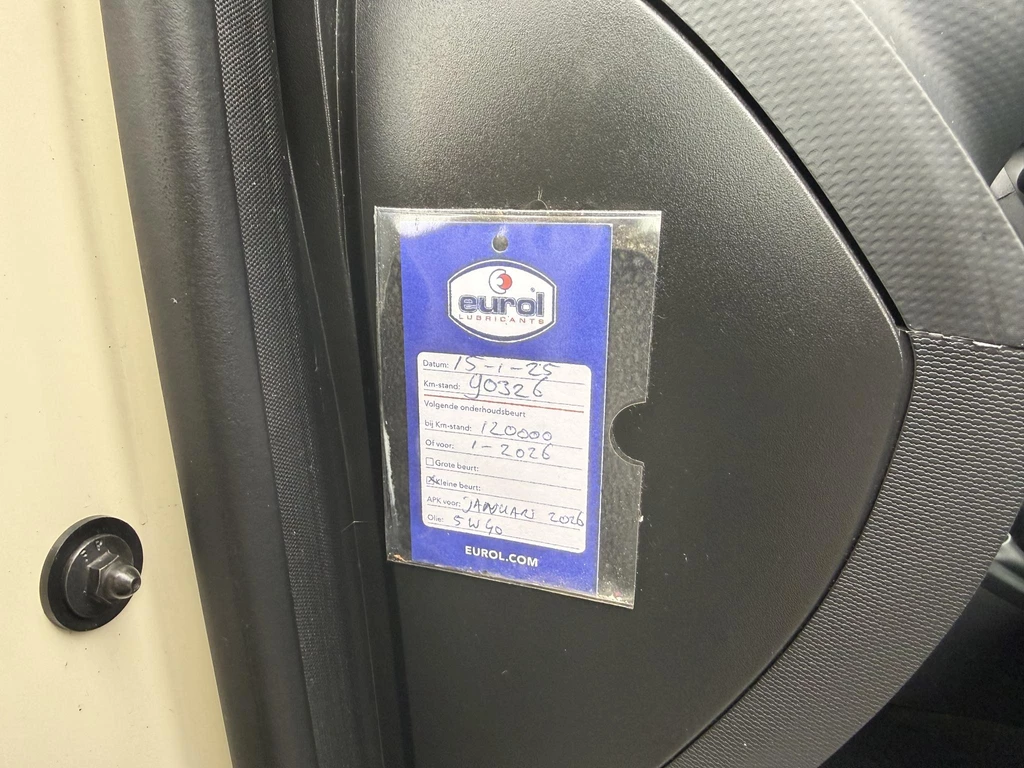 eurol
LUBRICANTS
Datum: 15-1-25
Km-stand: 90326
Volgende onderhoudsbeurt
bij Km-stand: 120000
Of voor: 1-2026
Grote beurt:
Kleine beurt:
APK voor: JANUARI 2026
Olie: 5W40
EUROL.COM